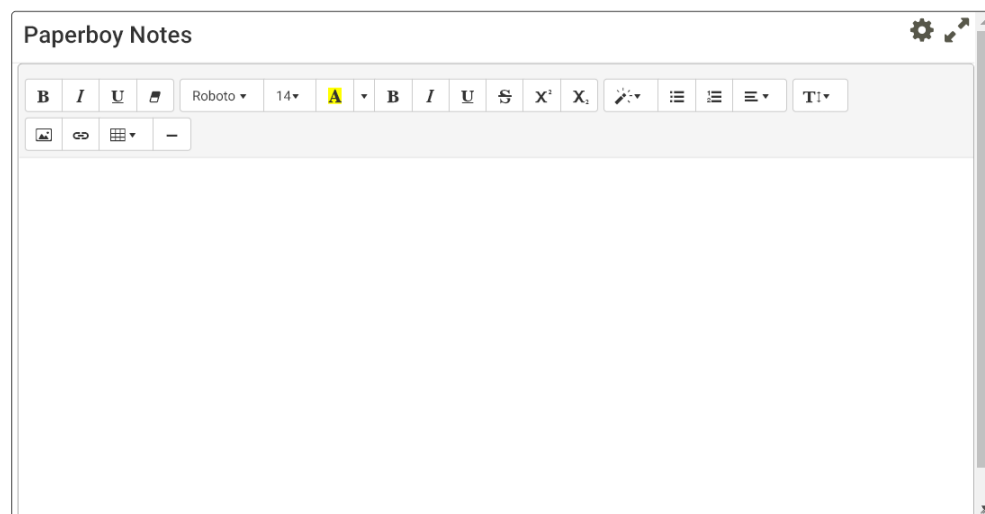 Paperboy Notes
B I U Roboto 14 A B I U S X² X₂ T